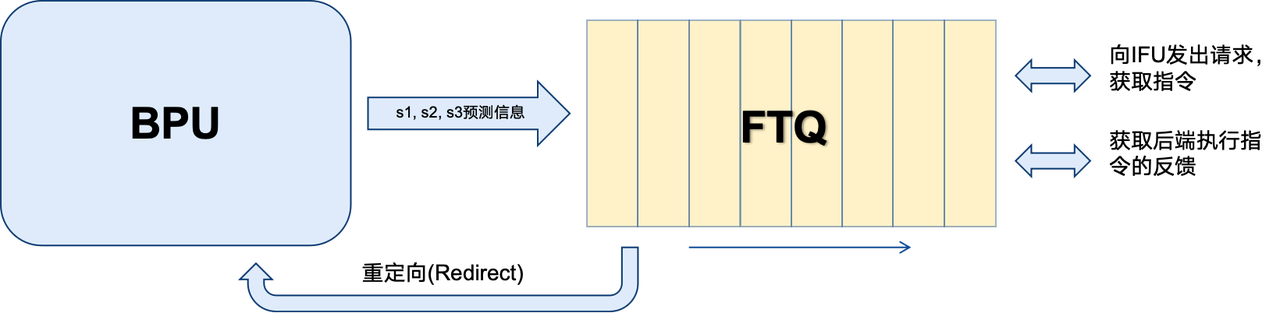 BPU
s1, s2, s3预测信息
FTQ
向IFU发出请求，
获取指令
获取后端执行指
令的反馈
重定向(Redirect)